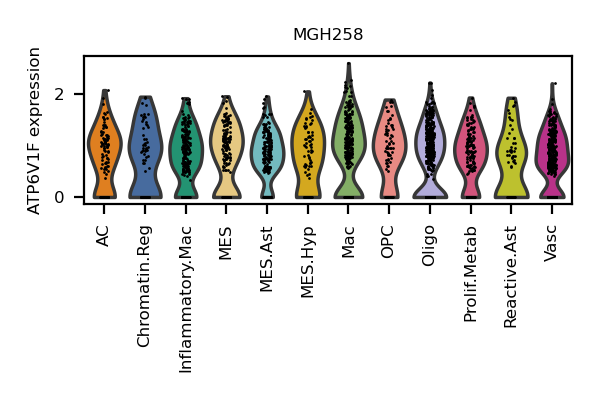 MGH258
ATP6V1F expression
2
0
AC
Chromatin.Reg
Inflammatory.Mac
MES
MES.Ast
MES.Hyp
Mac
OPC
Oligo
Prolif.Metab
Reactive.Ast
Vasc